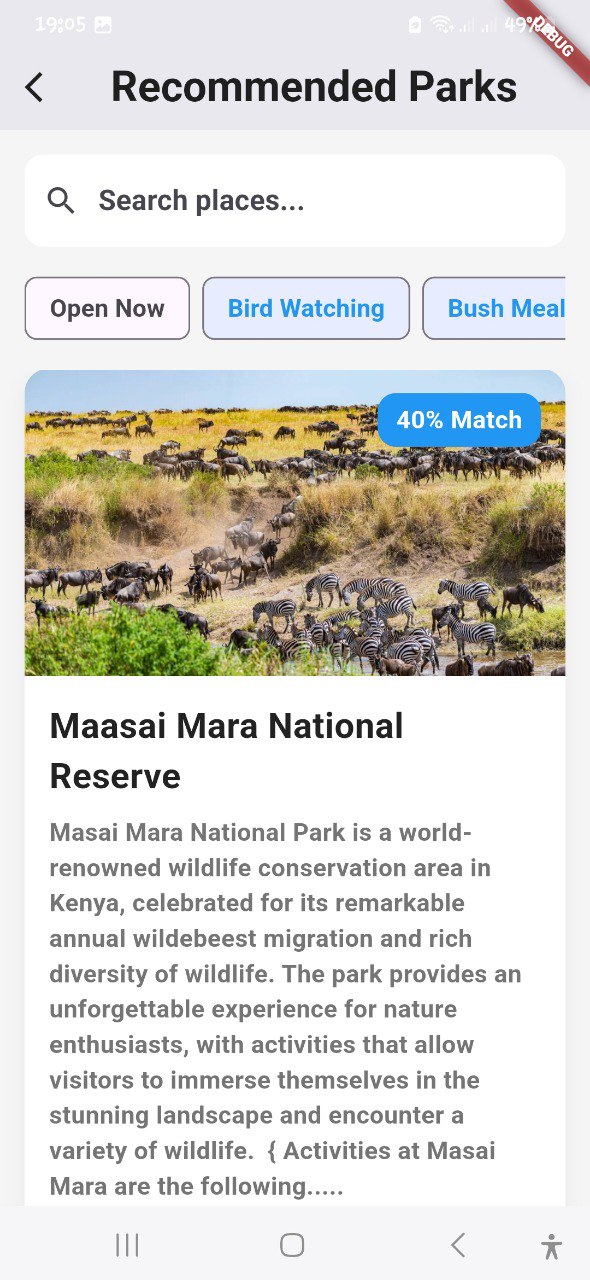 19:05
49%
DEBUG
Recommended Parks
Search places...
Open Now
Bird Watching
Bush Meal
40% Match
Maasai Mara National
Reserve
Masai Mara National Park is a world-
renowned wildlife conservation area in
Kenya, celebrated for its remarkable
annual wildebeest migration and rich
diversity of wildlife. The park provides an
unforgettable experience for nature
enthusiasts, with activities that allow
visitors to immerse themselves in the
stunning landscape and encounter a
variety of wildlife.  { Activities at Masai
Mara are the following.....